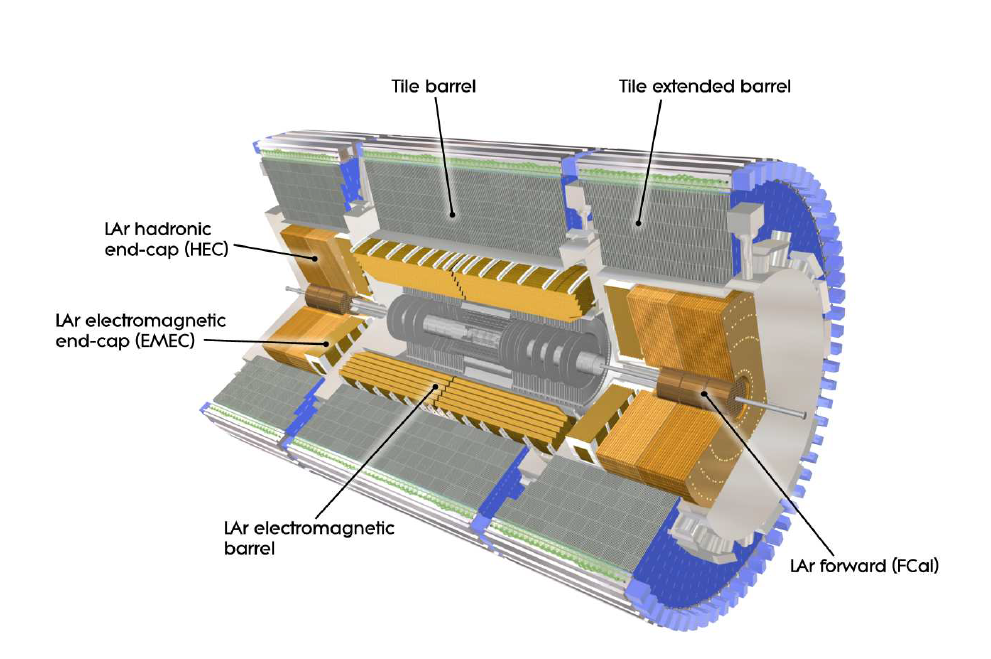 Tile barrel
Tile extended barrel
LAr hadronic
end-cap (HEC)
LAr electromagnetic
end-cap (EMEC)
LAr electromagnetic
barrel
LAr forward (FCal)